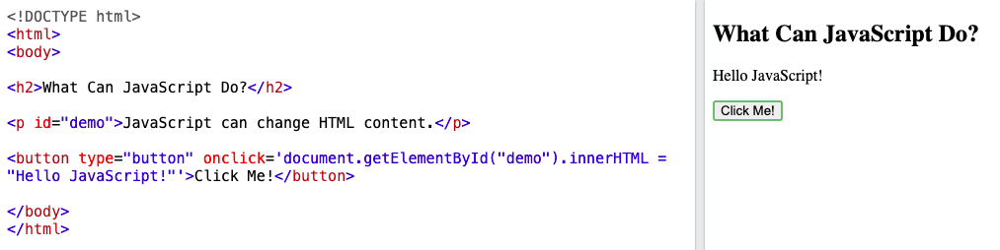 <!DOCTYPE html>
<html>
<body>
<h2>What Can JavaScript Do?</h2>
<p id="demo">JavaScript can change HTML content.</p>
<button type="button" onclick='document.getElementById("demo").innerHTML =
"Hello JavaScript!"'>Click Me!</button>
</body>
</html>
What Can JavaScript Do?
Hello JavaScript!
Click Me!